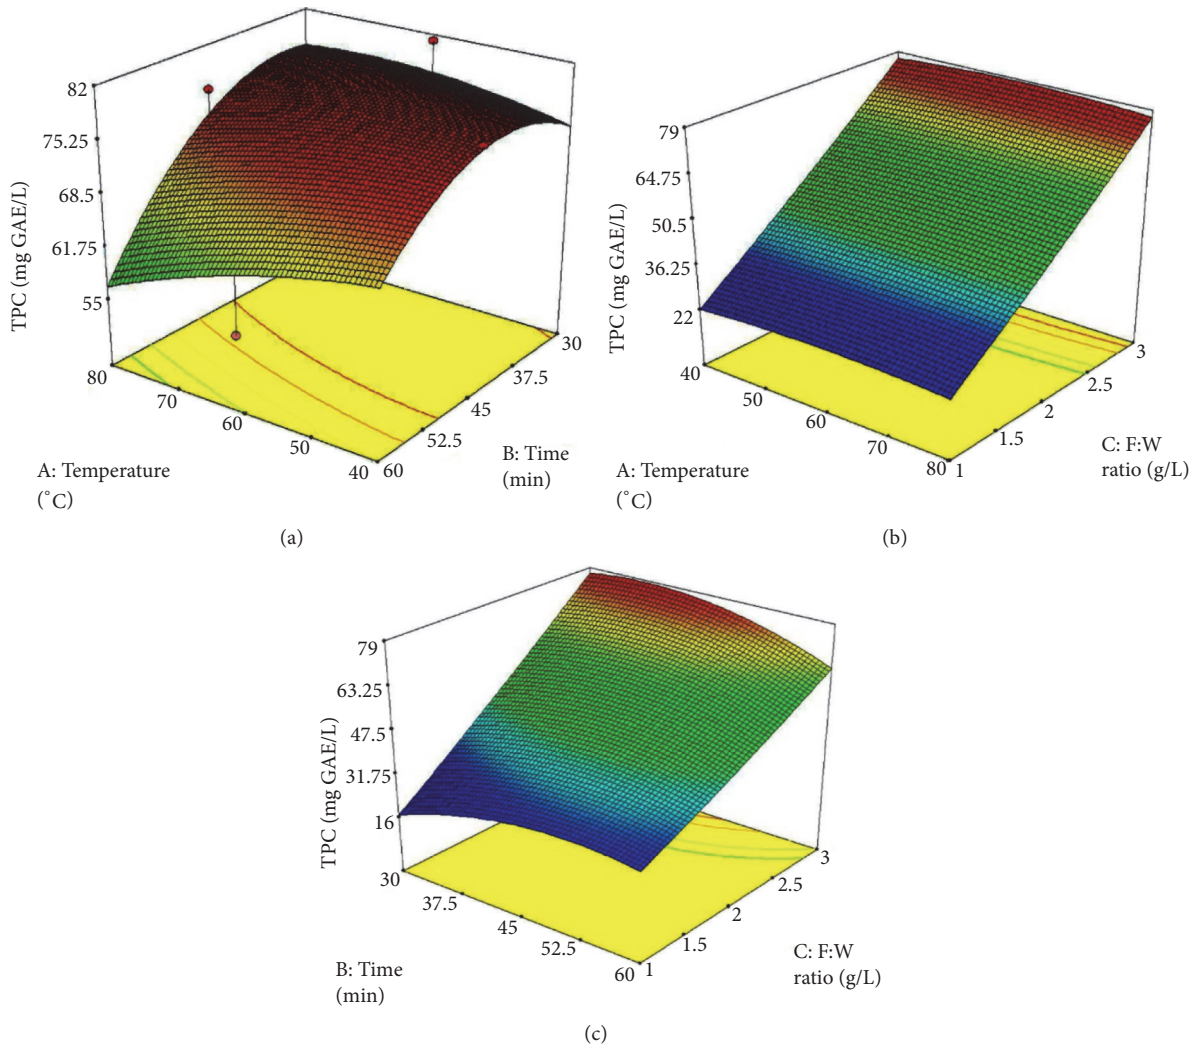 82
75.25
68.5
61.75
55
TPC (mg GAE/L)
80
70
60
50
40
60
52.5
45
37.5
30
A: Temperature
(°C)
B: Time
(min)
(a)
79
64.75
50.5
36.25
22
TPC (mg GAE/L)
40
50
60
70
80
1
1.5
2
2.5
3
A: Temperature
(°C)
C: F:W
ratio (g/L)
(b)
79
63.25
47.5
31.75
16
TPC (mg GAE/L)
30
37.5
45
52.5
60
1
1.5
2
2.5
3
B: Time
(min)
C: F:W
ratio (g/L)
(c)